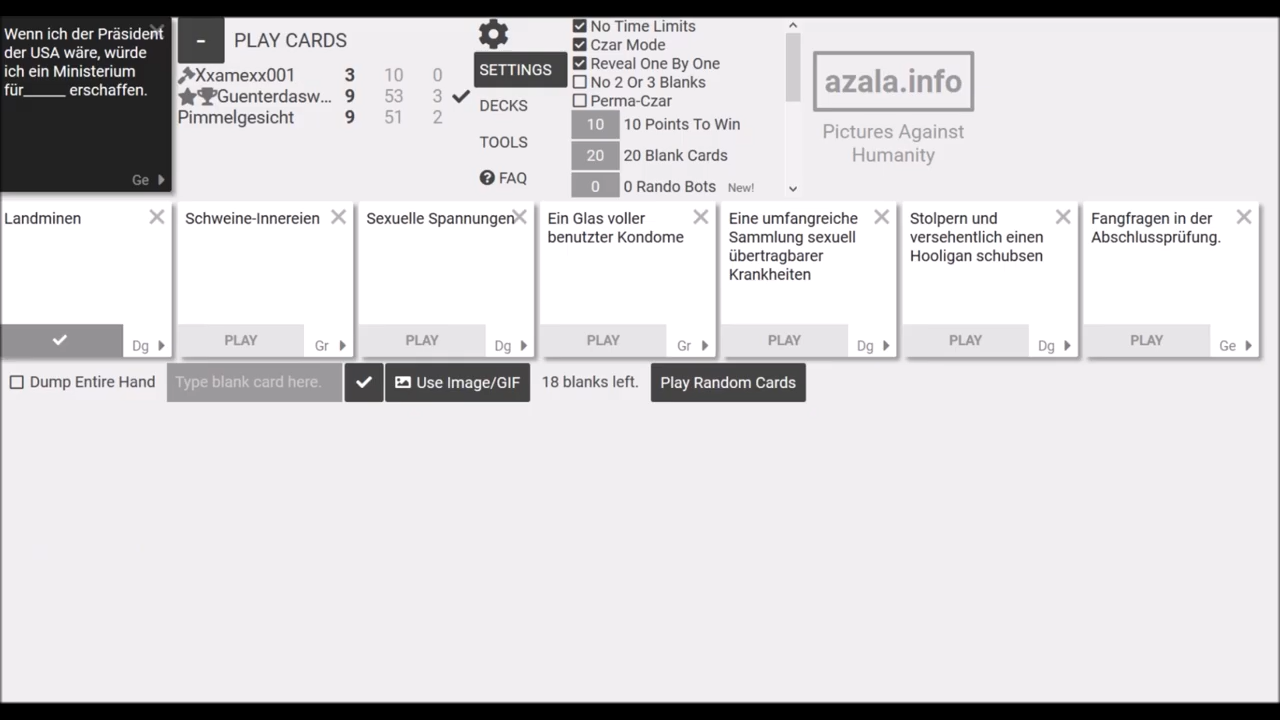 Wenn ich der Präsident
der USA wäre, würde
ich ein Ministerium
für______ erschaffen.
Ge
-
PLAY CARDS
Xxamexx001 3 10 0
Guenterdasw... 9 53 3
Pimmelgesicht 9 51 2
SETTINGS
DECKS
TOOLS
FAQ
No Time Limits
Czar Mode
Reveal One By One
No 2 Or 3 Blanks
Perma-Czar
10 10 Points To Win
20 20 Blank Cards
0 0 Rando Bots New!
azala.info
Pictures Against
Humanity
Landminen
Dg
Schweine-Innereien
PLAY Gr
Sexuelle Spannungen
PLAY Dg
Ein Glas voller
benutzter Kondome
PLAY Gr
Eine umfangreiche
Sammlung sexuell
übertragbarer
Krankheiten
PLAY Dg
Stolpern und
versehentlich einen
Hooligan schubsen
PLAY Dg
Fangfragen in der
Abschlussprüfung.
PLAY Ge
Dump Entire Hand Type blank card here. Use Image/GIF 18 blanks left. Play Random Cards